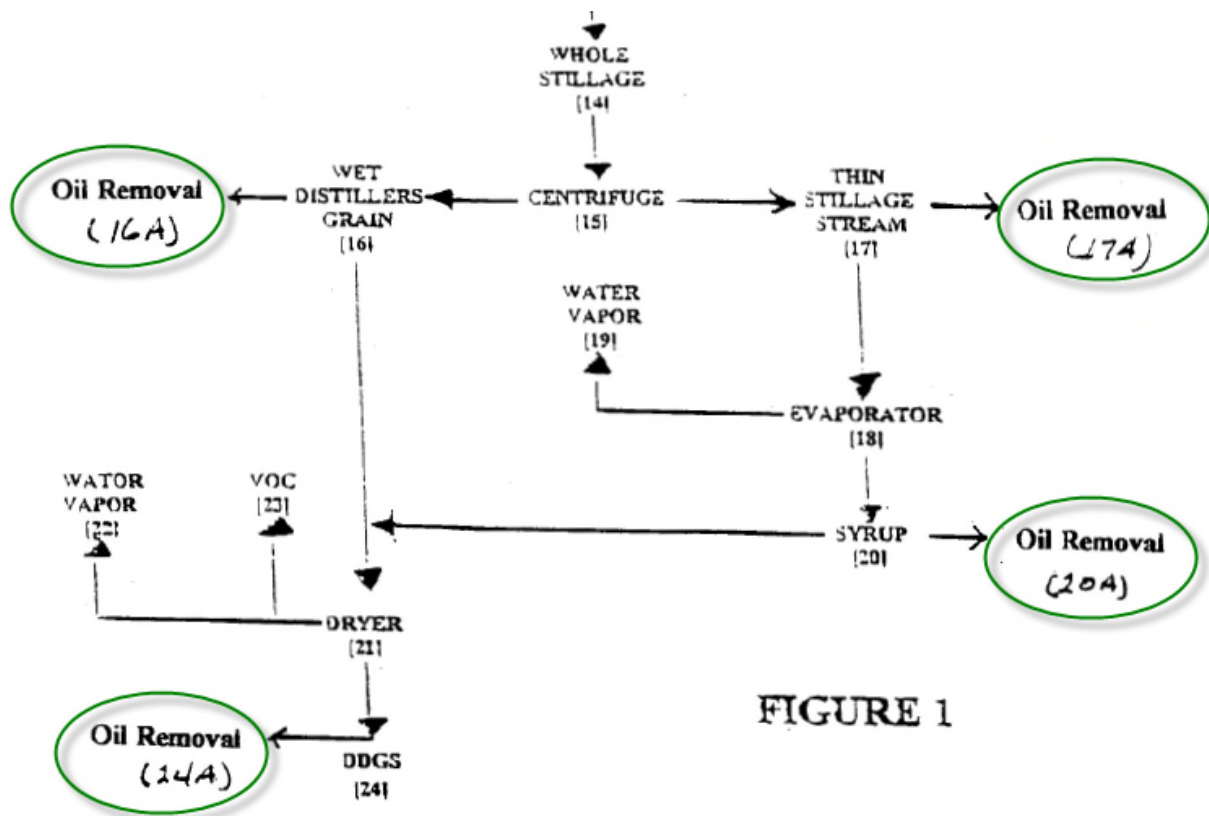 WHOLE
STILLAGE
[14]
Oil Removal
(16A)
WET
DISTILLERS
GRAIN
[16]
CENTRIFUGE
[15]
THIN
STILLAGE
STREAM
[17]
Oil Removal
(17A)
WATER
VAPOR
[19]
EVAPORATOR
[18]
WATOR
VAPOR
[22]
VOC
[23]
SYRUP
[20]
Oil Removal
(20A)
DRYER
[21]
Oil Removal
(24A)
DDGS
[24]
FIGURE 1